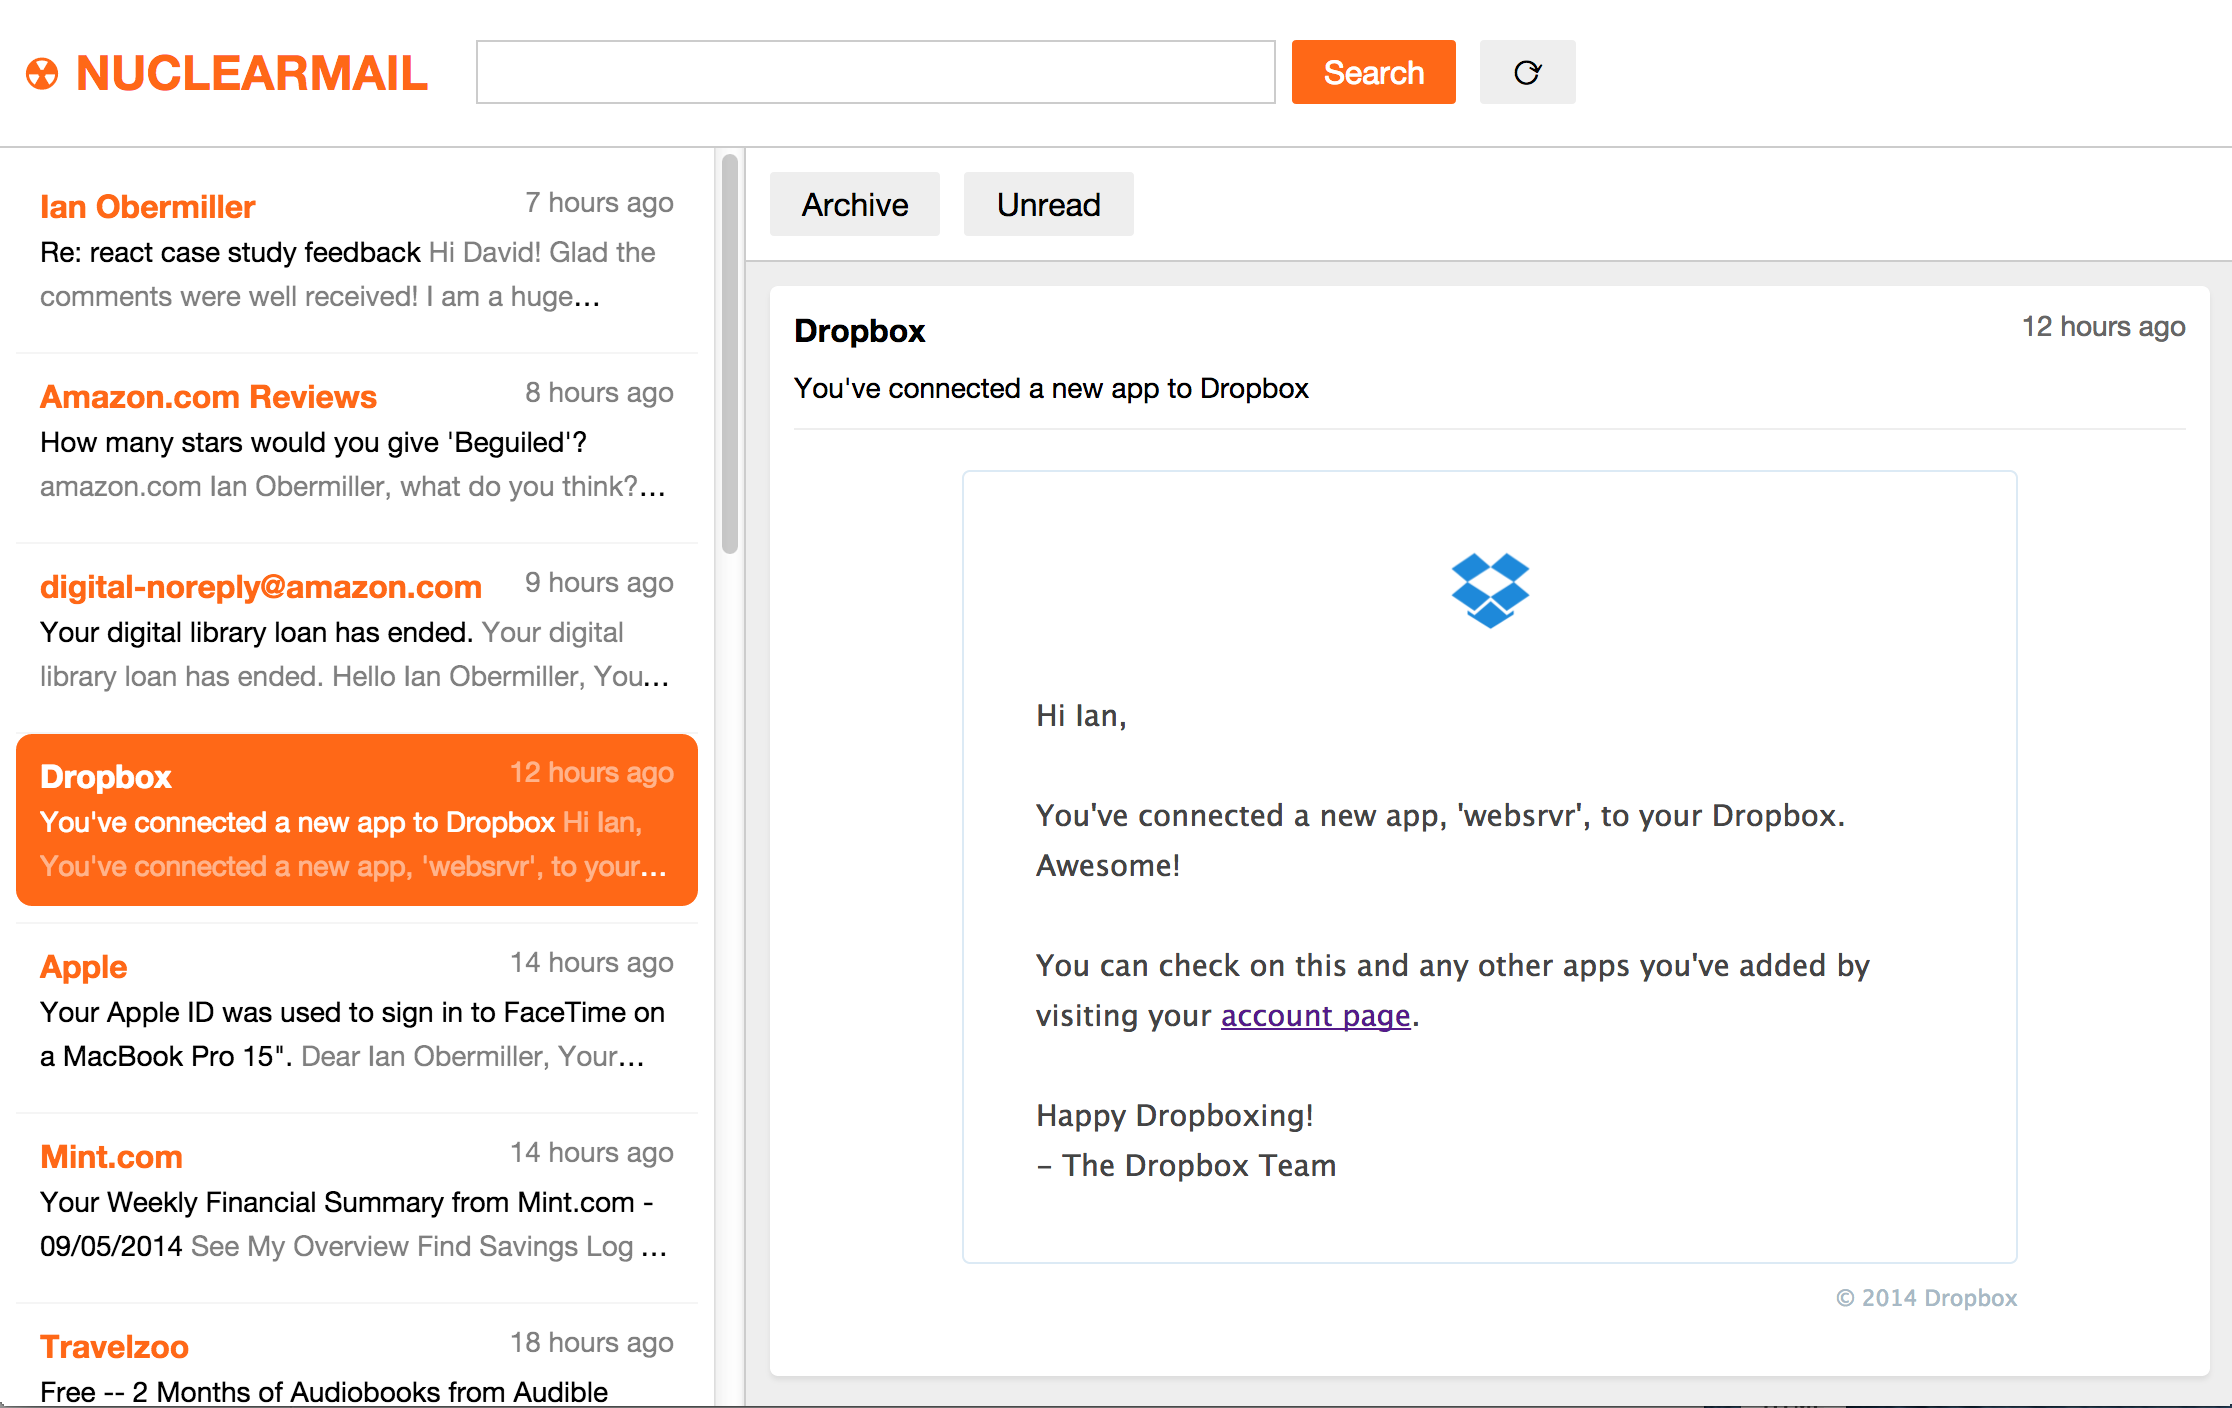 NUCLEARMAIL
Search
Ian Obermiller 7 hours ago
Re: react case study feedback Hi David! Glad the
comments were well received! I am a huge...
Amazon.com Reviews 8 hours ago
How many stars would you give 'Beguiled'?
amazon.com Ian Obermiller, what do you think?...
digital-noreply@amazon.com 9 hours ago
Your digital library loan has ended. Your digital
library loan has ended. Hello Ian Obermiller, You...
Dropbox 12 hours ago
You've connected a new app to Dropbox Hi Ian,
You've connected a new app, 'websrvr', to your...
Apple 14 hours ago
Your Apple ID was used to sign in to FaceTime on
a MacBook Pro 15". Dear Ian Obermiller, Your...
Mint.com 14 hours ago
Your Weekly Financial Summary from Mint.com -
09/05/2014 See My Overview Find Savings Log ...
Travelzoo 18 hours ago
Free -- 2 Months of Audiobooks from Audible
Archive Unread
Dropbox 12 hours ago
You've connected a new app to Dropbox
Hi Ian,
You've connected a new app, 'websrvr', to your Dropbox.
Awesome!
You can check on this and any other apps you've added by
visiting your account page.
Happy Dropboxing!
– The Dropbox Team
© 2014 Dropbox